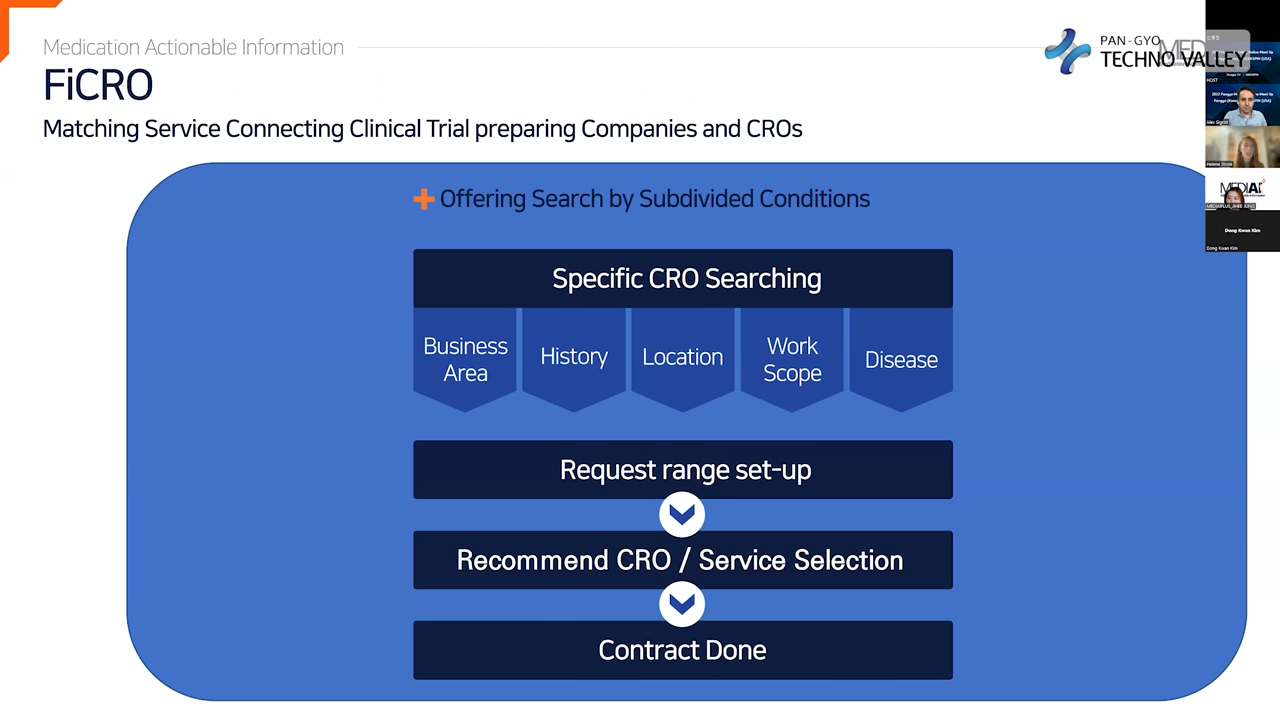 Medication Actionable Information
FiCRO
Matching Service Connecting Clinical Trial preparing Companies and CROs
PAN-GYO
TECHNO VALLEY
Offering Search by Subdivided Conditions
Specific CRO Searching
Business
Area
History
Location
Work
Scope
Disease
Request range set-up
Recommend CRO / Service Selection
Contract Done
HOST
Alex Sigrist
Helena Stone
Dong Kwan Kim
Dong Kwan Kim